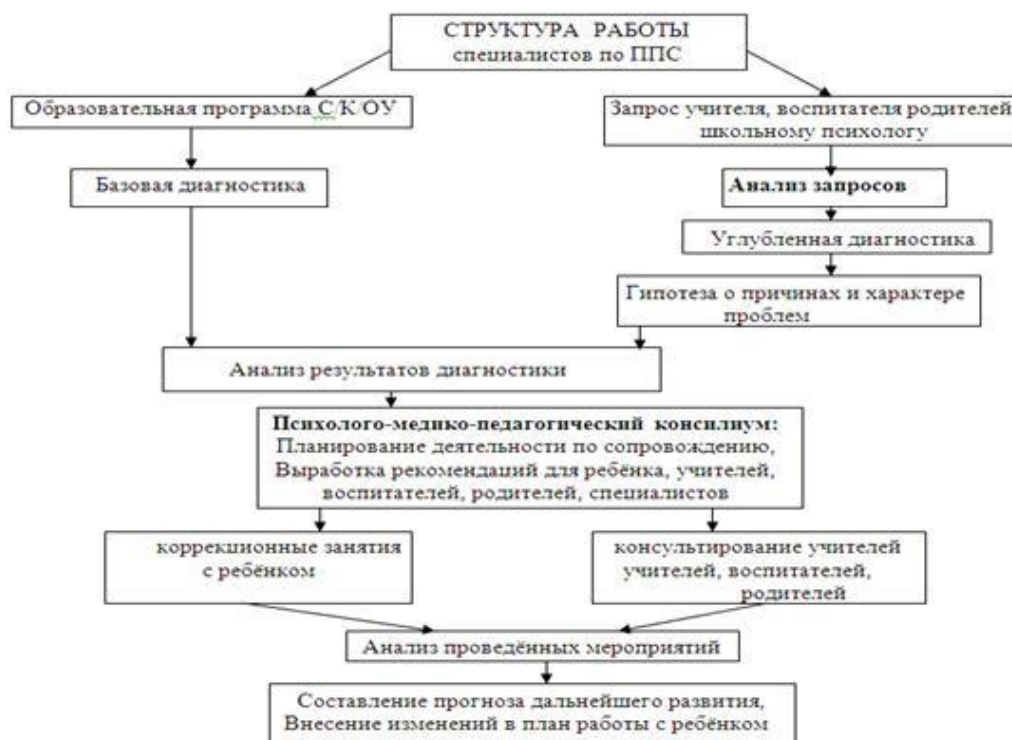 СТРУКТУРА РАБОТЫ
специалистов по ППС
Образовательная программа С/К/ОУ
Запрос учителя, воспитателя родителей
школьному психологу
Базовая диагностика
Анализ запросов
Углубленная диагностика
Гипотеза о причинах и характере
проблем
Анализ результатов диагностики
Психолого-медико-педагогический консилиум:
Планирование деятельности по сопровождению,
Выработка рекомендаций для ребёнка, учителей,
воспитателей, родителей, специалистов
коррекционные занятия
с ребёнком
консультирование учителей
учителей, воспитателей,
родителей
Анализ проведённых мероприятий
Составление прогноза дальнейшего развития,
Внесение изменений в план работы с ребёнком